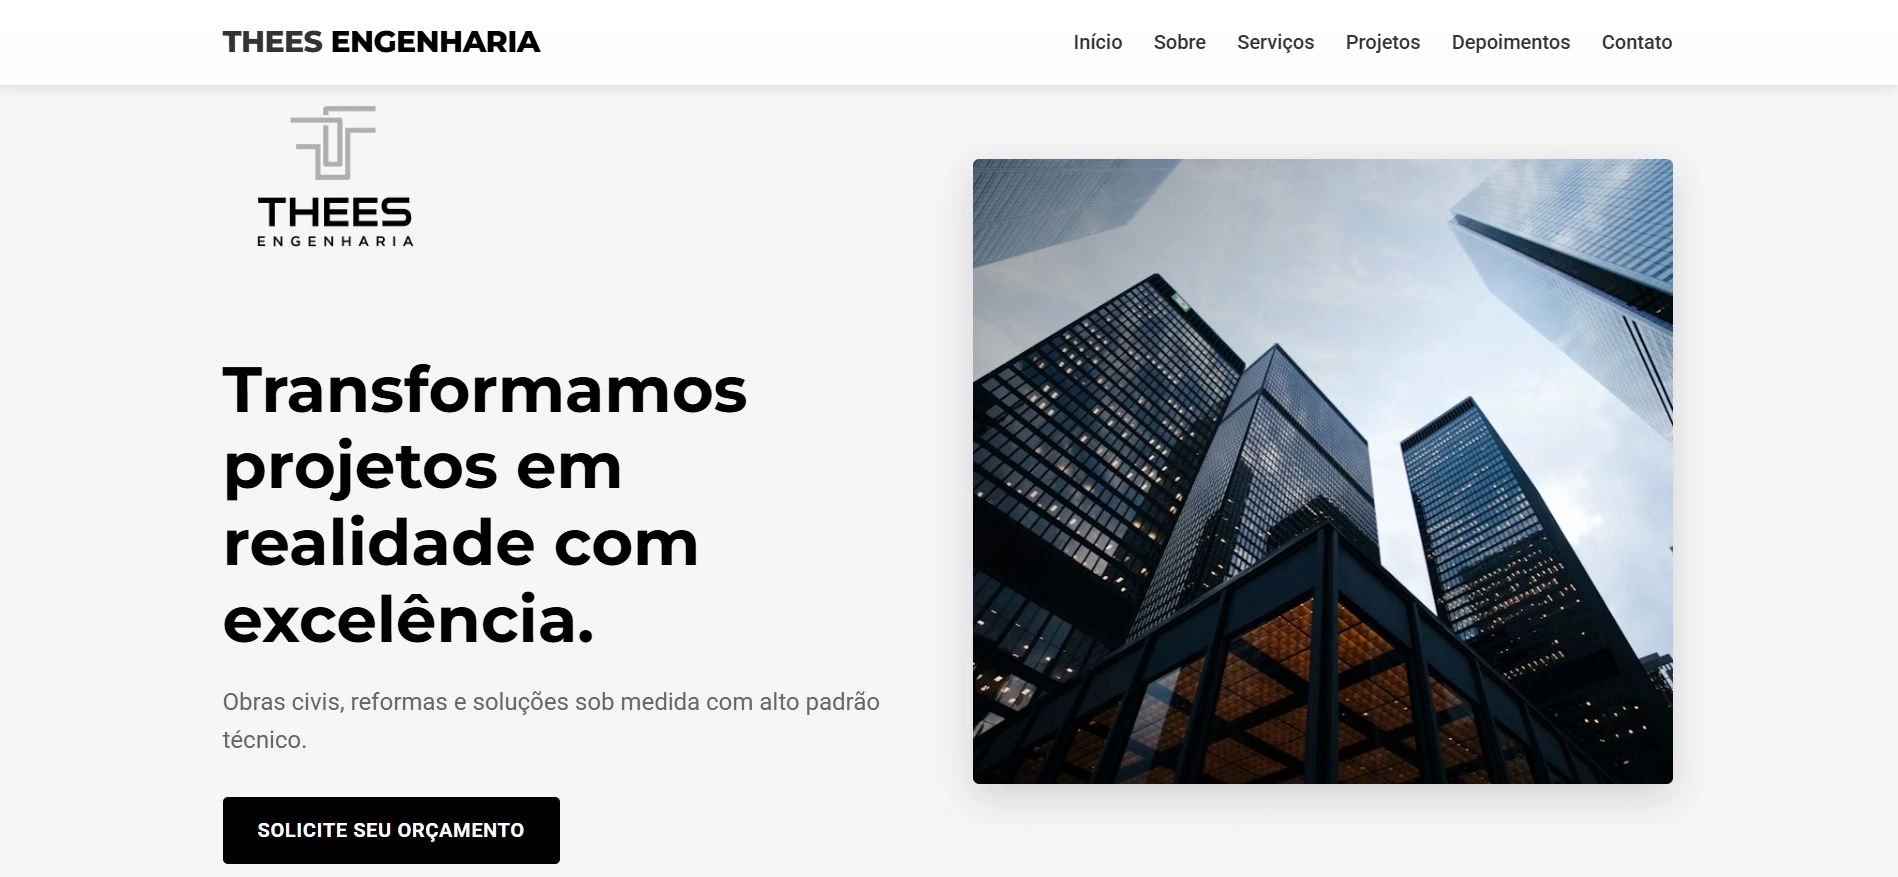 THEES ENGENHARIA
Início Sobre Serviços Projetos Depoimentos Contato
THEES
ENGENHARIA
Transformamos
projetos em
realidade com
excelência.
Obras civis, reformas e soluções sob medida com alto padrão
técnico.
SOLICITE SEU ORÇAMENTO